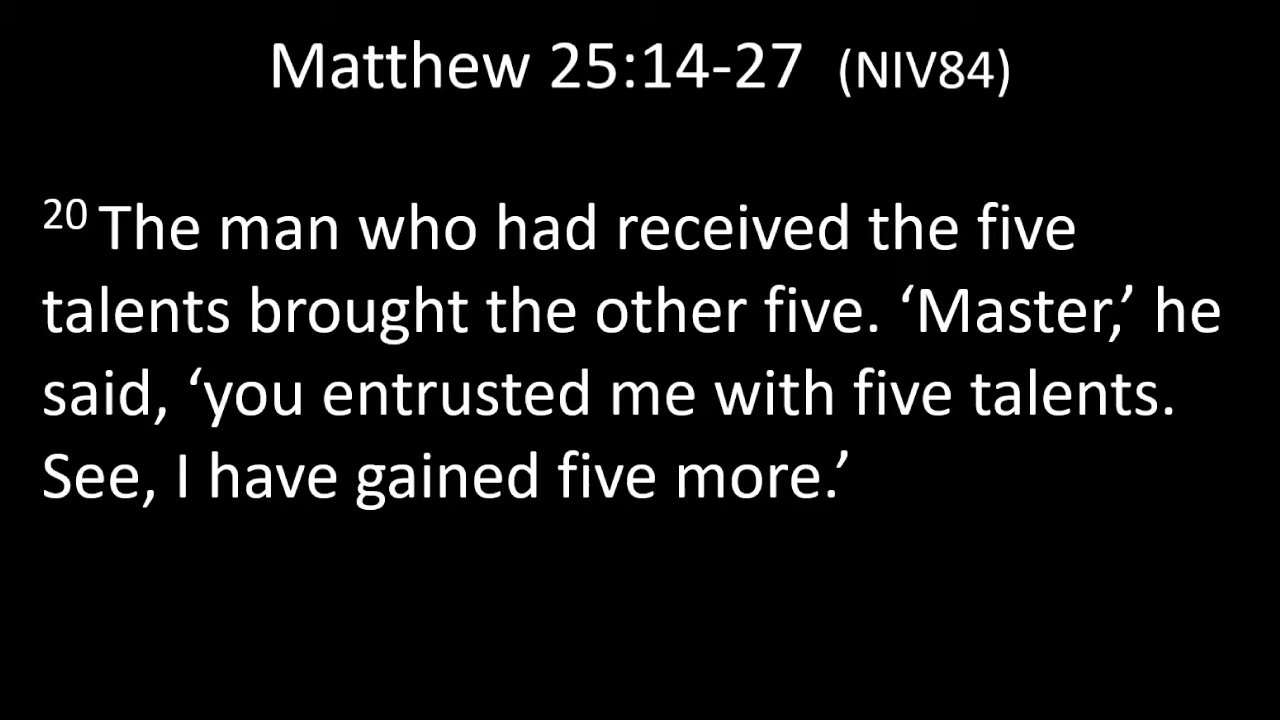 Matthew 25:14-27 (NIV84)
20 The man who had received the five
talents brought the other five. ‘Master,’ he
said, ‘you entrusted me with five talents.
See, I have gained five more.’